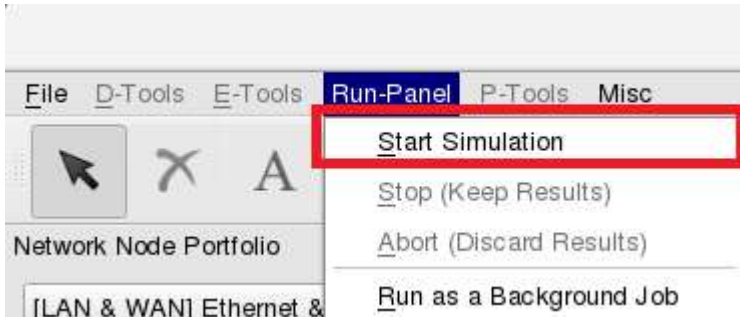 File D-Tools E-Tools Run-Panel P-Tools Misc
Start Simulation
A
Stop (Keep Results)
Abort (Discard Results)
Network Node Portfolio
Run as a Background Job
[LAN & WAN] Ethernet &